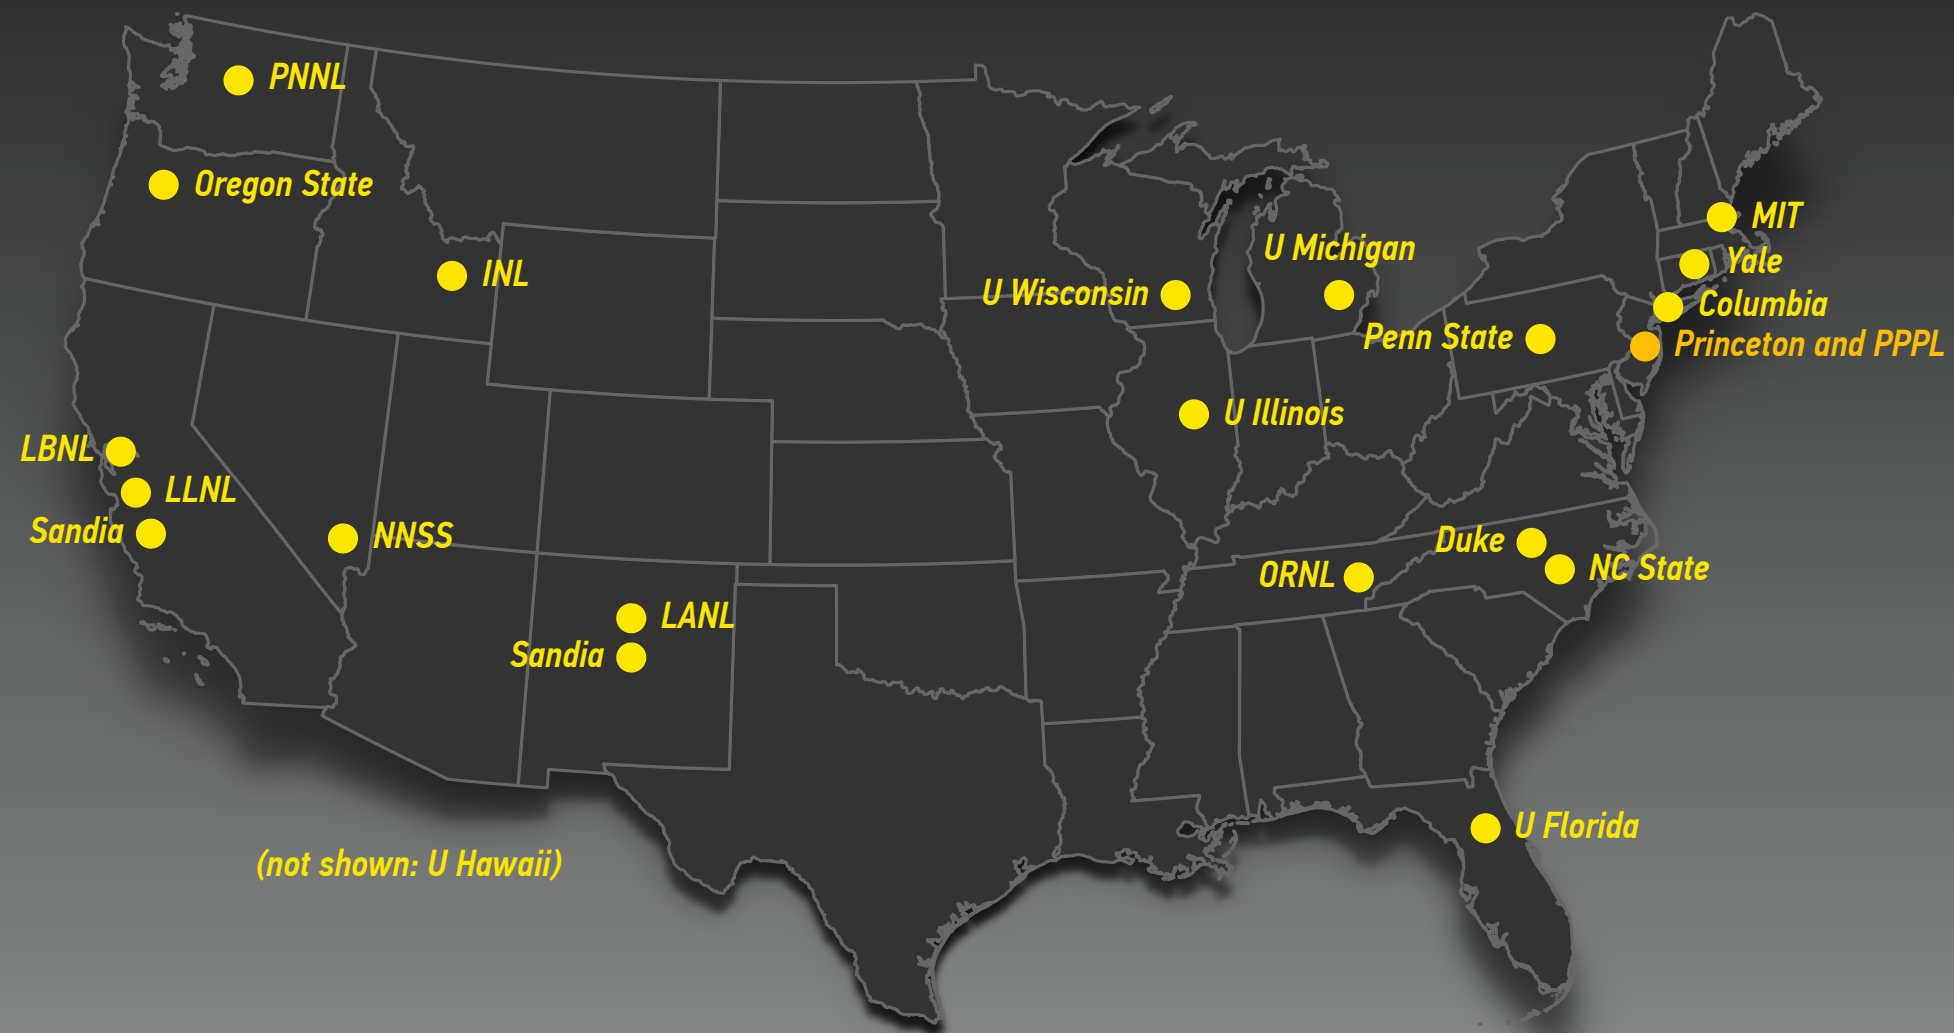 PNNL
Oregon State
MIT
U Michigan
Yale
INL
U Wisconsin
Columbia
Penn State
Princeton and PPPL
U Illinois
LBNL
LLNL
Sandia
NNSS
Duke
NC State
ORNL
LANL
Sandia
U Florida
(not shown: U Hawaii)